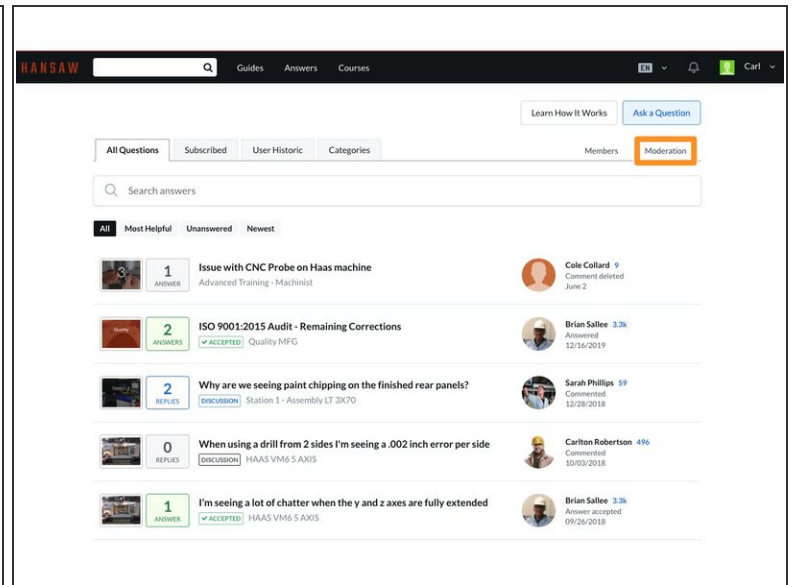 HANSAW Guides Answers Courses EN Carl
Learn How It Works Ask a Question
All Questions Subscribed User Historic Categories Members Moderation
Search answers
All Most Helpful Unanswered Newest
1 ANSWER
Issue with CNC Probe on Haas machine
Advanced Training - Machinist
Cole Collard 9
Comment deleted
June 2
Quality
2 ANSWERS
ISO 9001:2015 Audit - Remaining Corrections
✓ ACCEPTED Quality MFG
Brian Sallee 3.3k
Answered
12/16/2019
2 REPLIES
Why are we seeing paint chipping on the finished rear panels?
DISCUSSION Station 1 - Assembly LT 3X70
Sarah Phillips 59
Commented
12/28/2018
0 REPLIES
When using a drill from 2 sides I'm seeing a .002 inch error per side
DISCUSSION HAAS VM6 5 AXIS
Carlton Robertson 496
Commented
10/03/2018
1 ANSWER
I'm seeing a lot of chatter when the y and z axes are fully extended
✓ ACCEPTED HAAS VM6 5 AXIS
Brian Sallee 3.3k
Answer accepted
09/26/2018